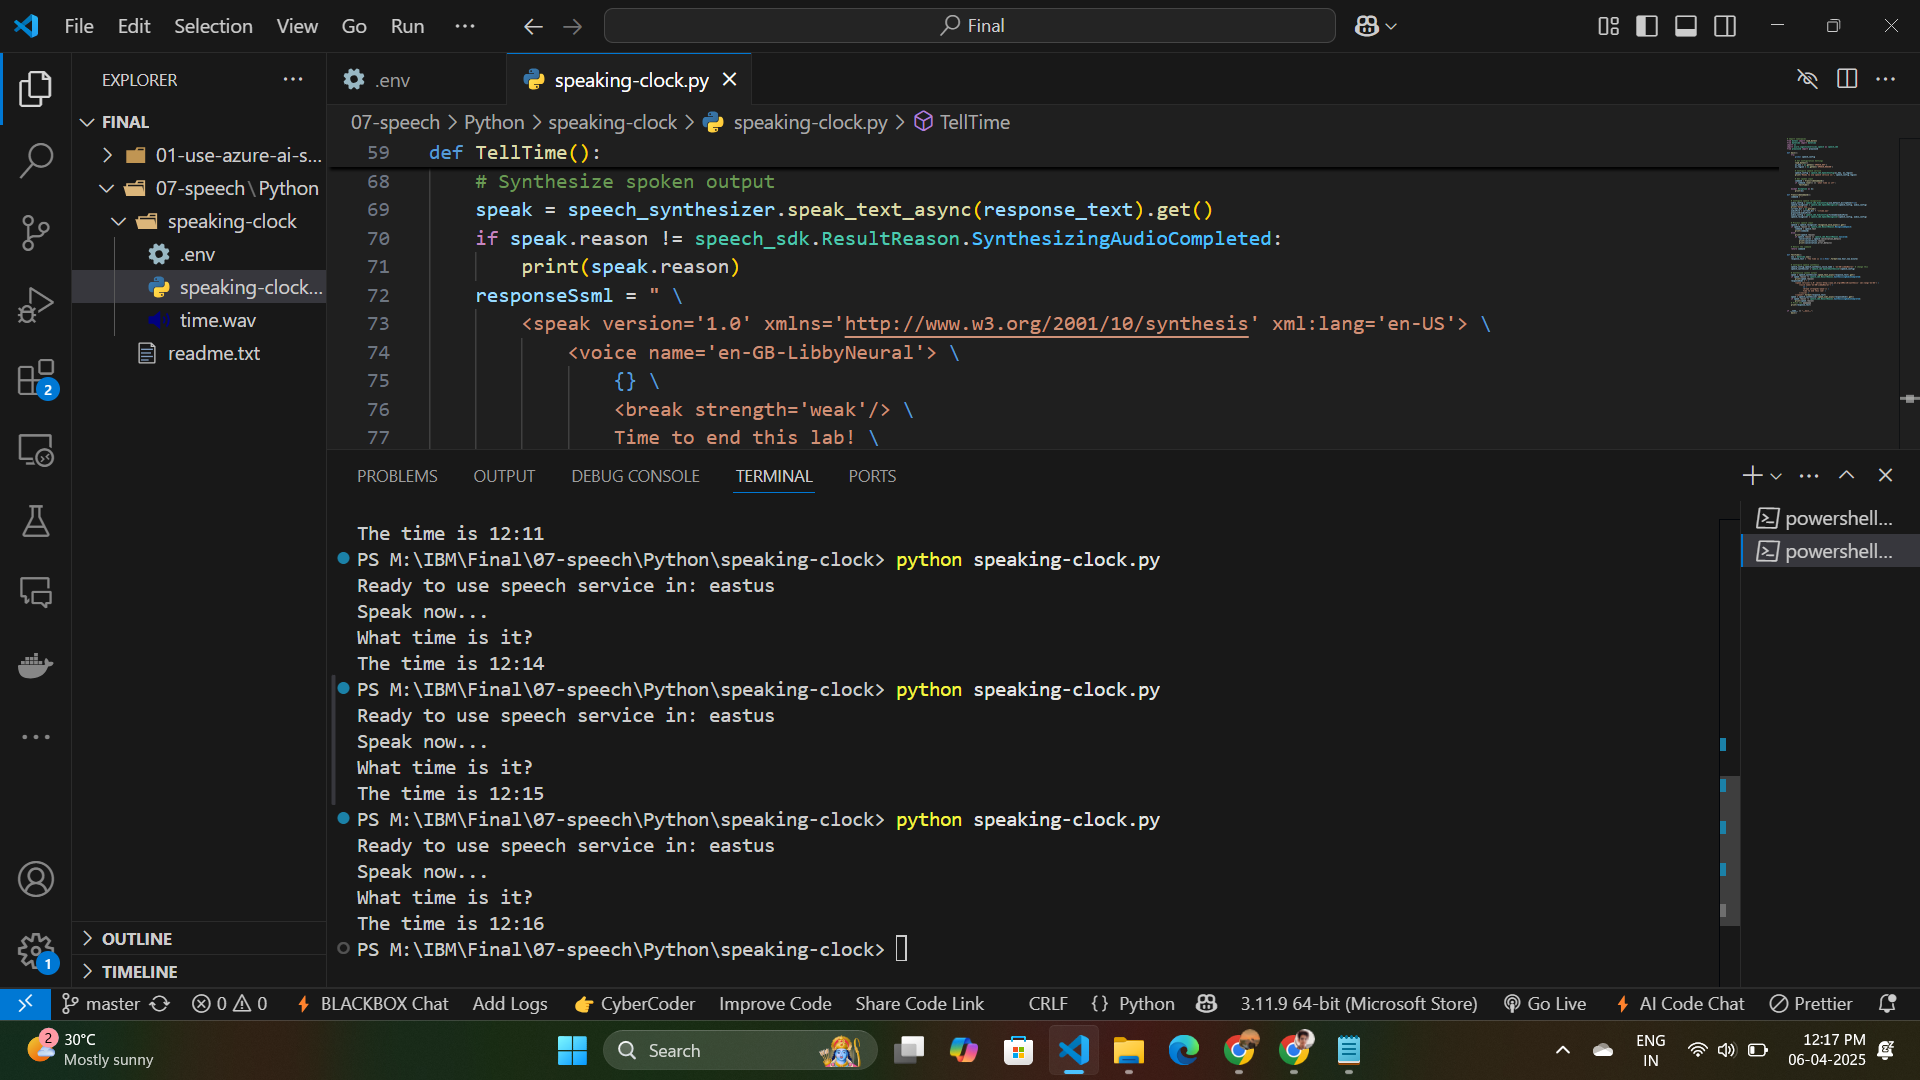 File Edit Selection View Go Run ··· Final
EXPLORER ···
FINAL
01-use-azure-ai-s...
07-speech\Python
speaking-clock
.env
speaking-clock...
time.wav
readme.txt
OUTLINE
TIMELINE
2
1
.env speaking-clock.py
07-speech > Python > speaking-clock > speaking-clock.py > TellTime
59 def TellTime():
68 # Synthesize spoken output
69 speak = speech_synthesizer.speak_text_async(response_text).get()
70 if speak.reason != speech_sdk.ResultReason.SynthesizingAudioCompleted:
71 print(speak.reason)
72 responseSsml = " \
73 <speak version='1.0' xmlns='http://www.w3.org/2001/10/synthesis' xml:lang='en-US'> \
74 <voice name='en-GB-LibbyNeural'> \
75 {} \
76 <break strength='weak'/> \
77 Time to end this lab! \
PROBLEMS OUTPUT DEBUG CONSOLE TERMINAL PORTS
The time is 12:11
PS M:\IBM\Final\07-speech\Python\speaking-clock> python speaking-clock.py
Ready to use speech service in: eastus
Speak now...
What time is it?
The time is 12:14
PS M:\IBM\Final\07-speech\Python\speaking-clock> python speaking-clock.py
Ready to use speech service in: eastus
Speak now...
What time is it?
The time is 12:15
PS M:\IBM\Final\07-speech\Python\speaking-clock> python speaking-clock.py
Ready to use speech service in: eastus
Speak now...
What time is it?
The time is 12:16
PS M:\IBM\Final\07-speech\Python\speaking-clock>
powershell...
powershell...
master 0 0 BLACKBOX Chat Add Logs CyberCoder Improve Code Share Code Link CRLF {} Python 3.11.9 64-bit (Microsoft Store) Go Live AI Code Chat Prettier
2 30°C
Mostly sunny
Search
ENG
IN
12:17 PM
06-04-2025